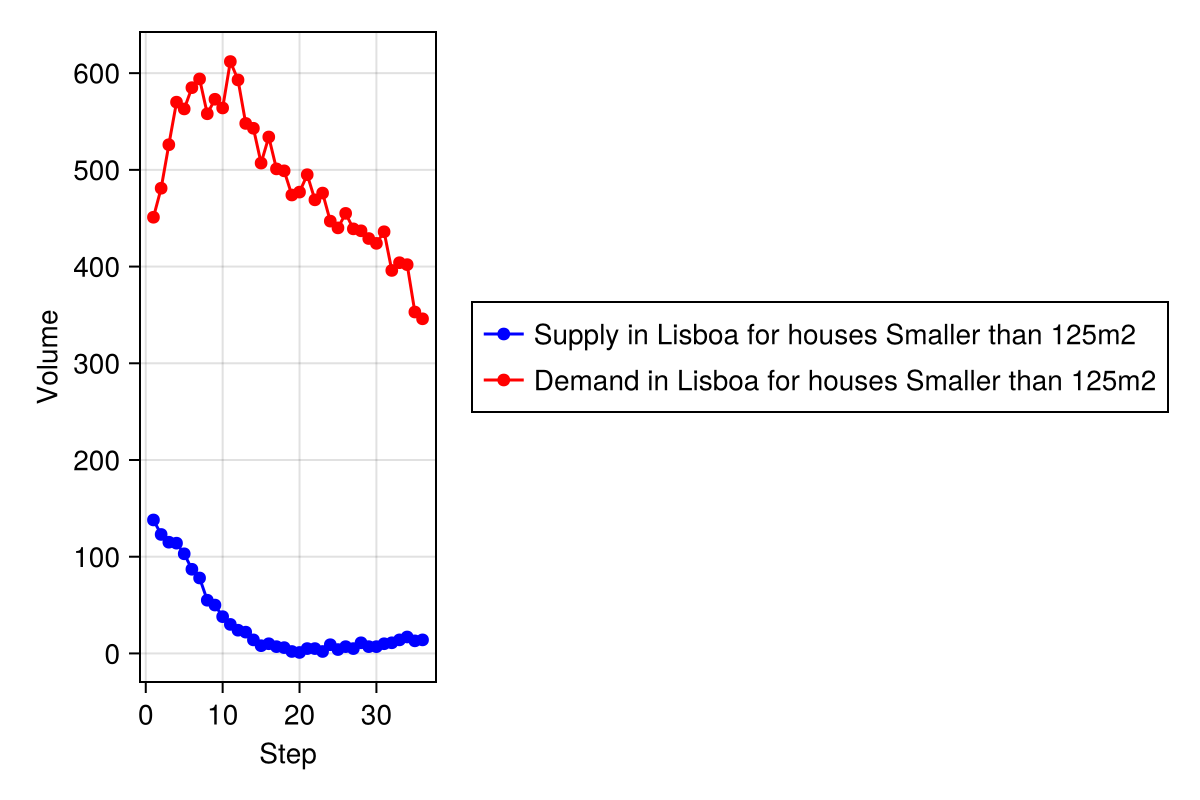 600
500
400
300
200
100
0
Volume
0 10 20 30
Step
Supply in Lisboa for houses Smaller than 125m2
Demand in Lisboa for houses Smaller than 125m2